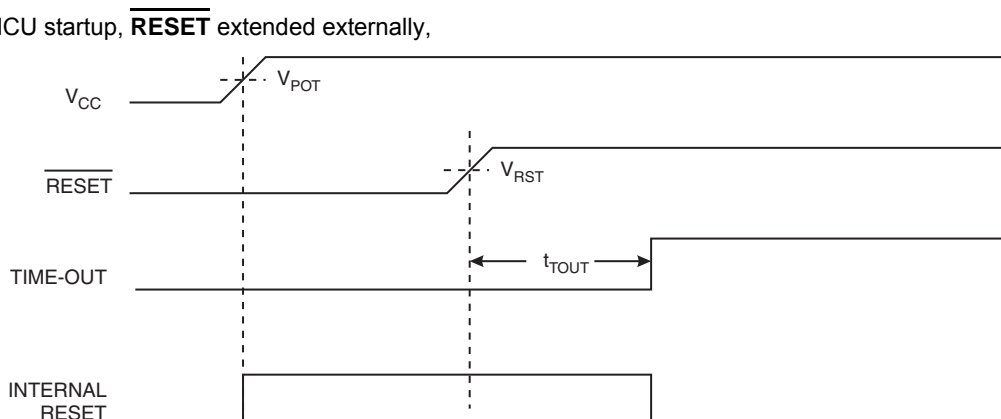 MCU startup, RESET extended externally,
VCC
VPOT
RESET
VRST
TIME-OUT
tTOUT
INTERNAL
RESET